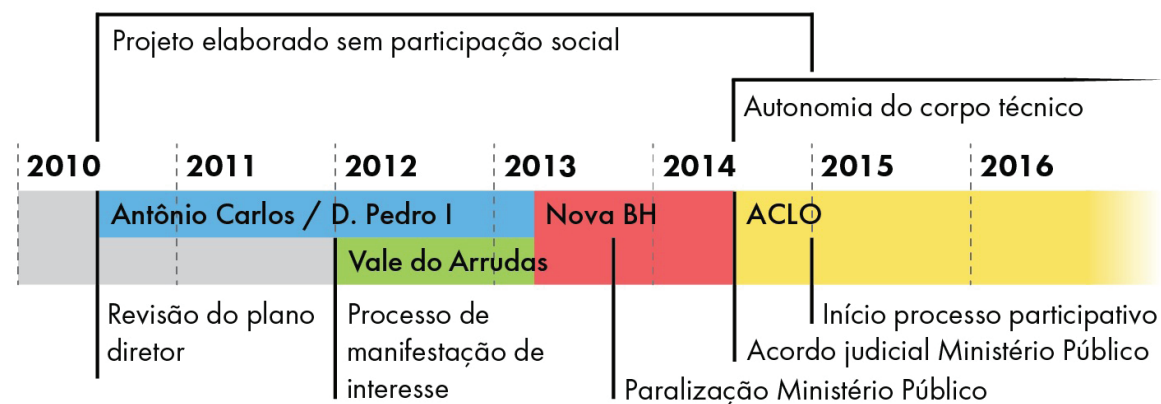 Projeto elaborado sem participação social
Autonomia do corpo técnico
2010 2011 2012 2013 2014 2015 2016
Antônio Carlos / D. Pedro I
Nova BH
ACLO
Vale do Arrudas
Revisão do plano
diretor
Processo de
manifestação de
interesse
Início processo participativo
Acordo judicial Ministério Público
Paralização Ministério Público